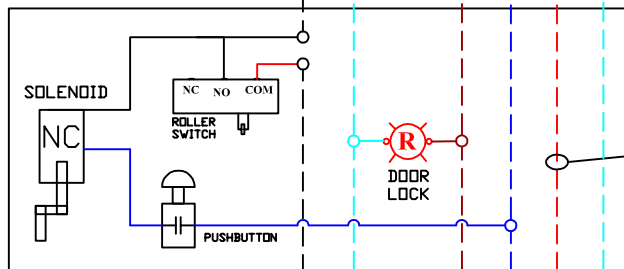 SOLENOID
NC
NC NO COM
ROLLER
SWITCH
R
DOOR
LOCK
PUSHBUTTON